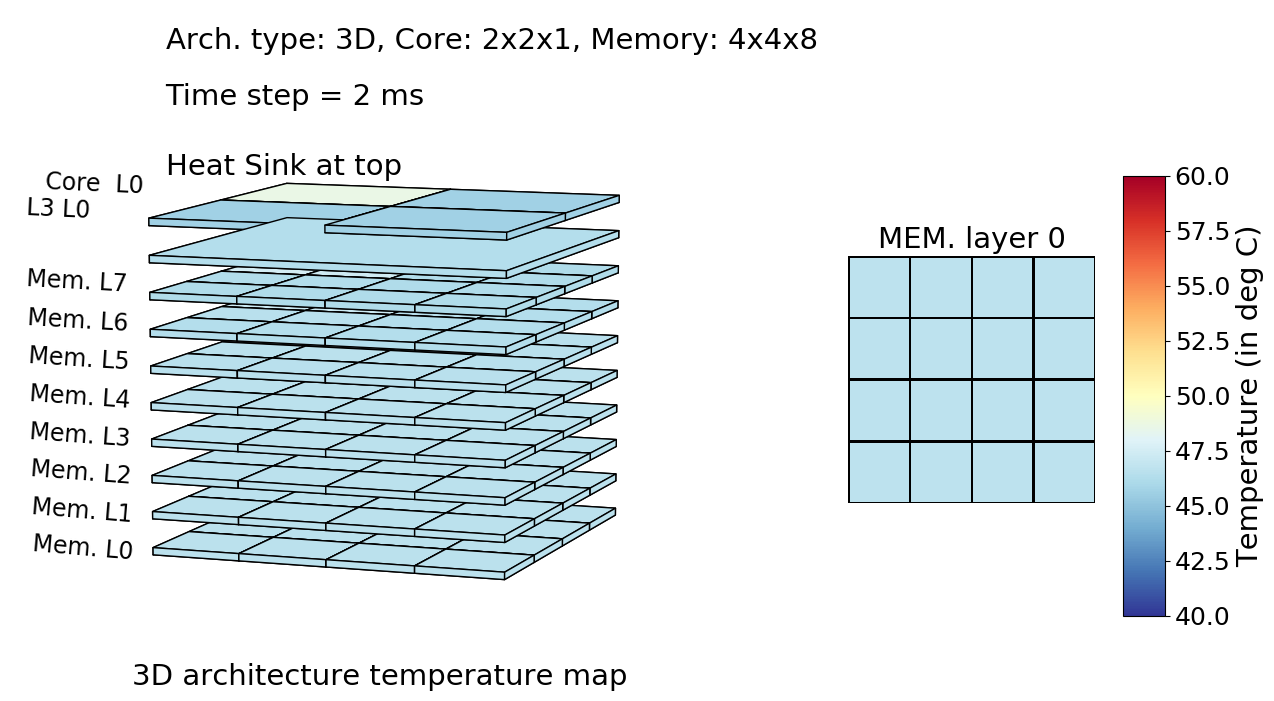 Arch. type: 3D, Core: 2x2x1, Memory: 4x4x8
Time step = 2 ms
Heat Sink at top
Core L0
L3 L0
Mem. L7
Mem. L6
Mem. L5
Mem. L4
Mem. L3
Mem. L2
Mem. L1
Mem. L0
3D architecture temperature map
MEM. layer 0
60.0
57.5
55.0
52.5
50.0
47.5
45.0
42.5
40.0
Temperature (in deg C)